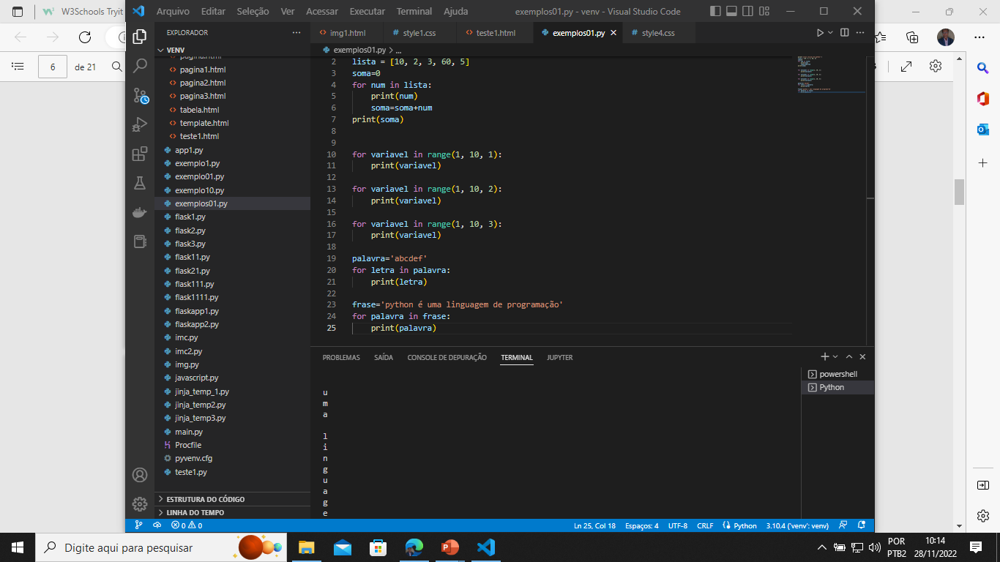 W3Schools Tryit
Arquivo Editar Seleção Ver Acessar Executar Terminal Ajuda
exemplos01.py - venv - Visual Studio Code
6 de 21
EXPLORADOR
VENV
pagina1.html
pagina2.html
pagina3.html
tabela.html
template.html
teste1.html
app1.py
exemplo1.py
exemplo01.py
exemplo10.py
exemplos01.py
flask1.py
flask2.py
flask3.py
flask11.py
flask21.py
flask111.py
flask1111.py
flaskapp1.py
flaskapp2.py
imc.py
imc2.py
img.py
javascript.py
jinja_temp_1.py
jinja_temp2.py
jinja_temp3.py
main.py
Procfile
pyvenv.cfg
teste1.py
ESTRUTURA DO CÓDIGO
LINHA DO TEMPO
img1.html style1.css teste1.html exemplos01.py style4.css
exemplos01.py > ...
2 lista = [10, 2, 3, 60, 5]
3 soma=0
4 for num in lista:
5 print(num)
6 soma=soma+num
7 print(soma)
8
9
10 for variavel in range(1, 10, 1):
11 print(variavel)
12
13 for variavel in range(1, 10, 2):
14 print(variavel)
15
16 for variavel in range(1, 10, 3):
17 print(variavel)
18
19 palavra='abcdef'
20 for letra in palavra:
21 print(letra)
22
23 frase='python é uma linguagem de programação'
24 for palavra in frase:
25 print(palavra)
PROBLEMAS SAÍDA CONSOLE DE DEPURAÇÃO TERMINAL JUPYTER
u
m
a
l
i
n
g
u
a
g
e
powershell
Python
0 0
Ln 25, Col 18 Espaços: 4 UTF-8 CRLF Python 3.10.4 ('venv': venv)
Digite aqui para pesquisar
POR
PTB2
10:14
28/11/2022